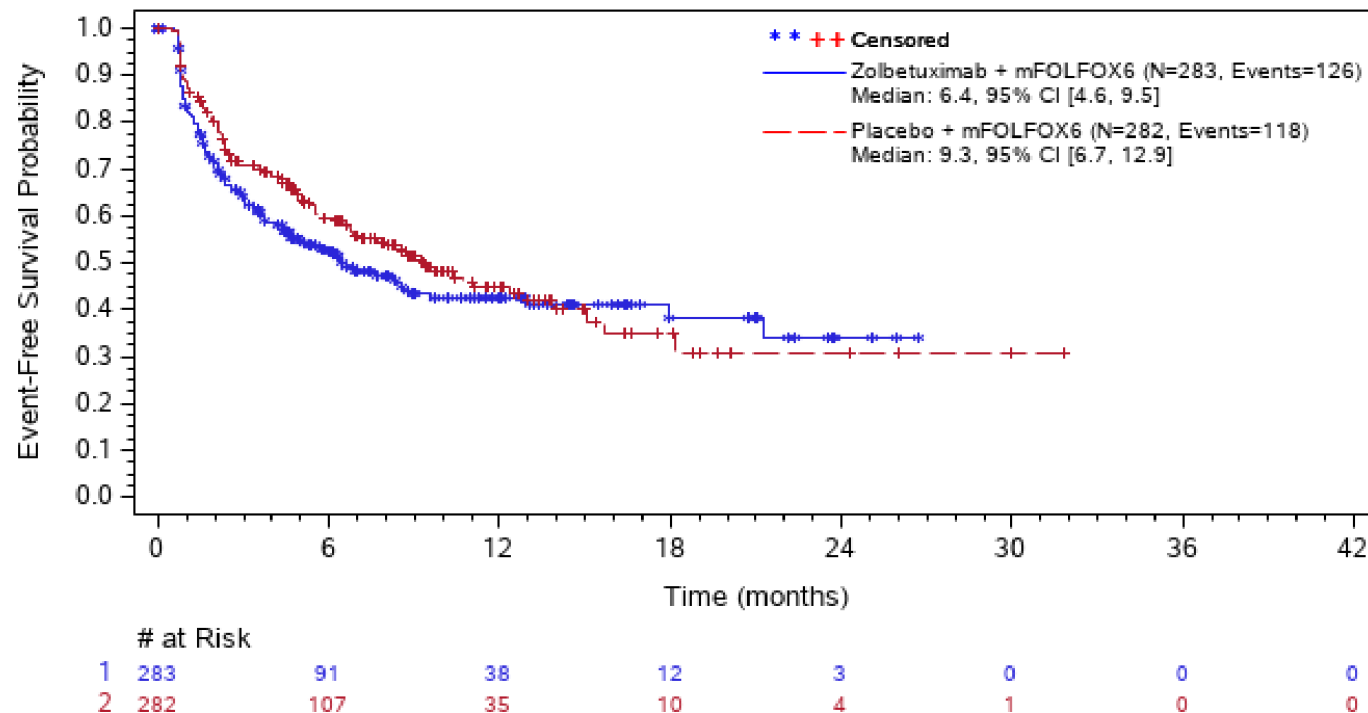 ** ++ Censored
Zolbetuximab + mFOLFOX6 (N=283, Events=126)
Median: 6.4, 95% CI [4.6, 9.5]
Placebo + mFOLFOX6 (N=282, Events=118)
Median: 9.3, 95% CI [6.7, 12.9]
Event-Free Survival Probability
1.0
0.9
0.8
0.7
0.6
0.5
0.4
0.3
0.2
0.1
0.0
0 6 12 18 24 30 36 42
Time (months)
# at Risk
1 283 91 38 12 3 0 0 0
2 282 107 35 10 4 1 0 0